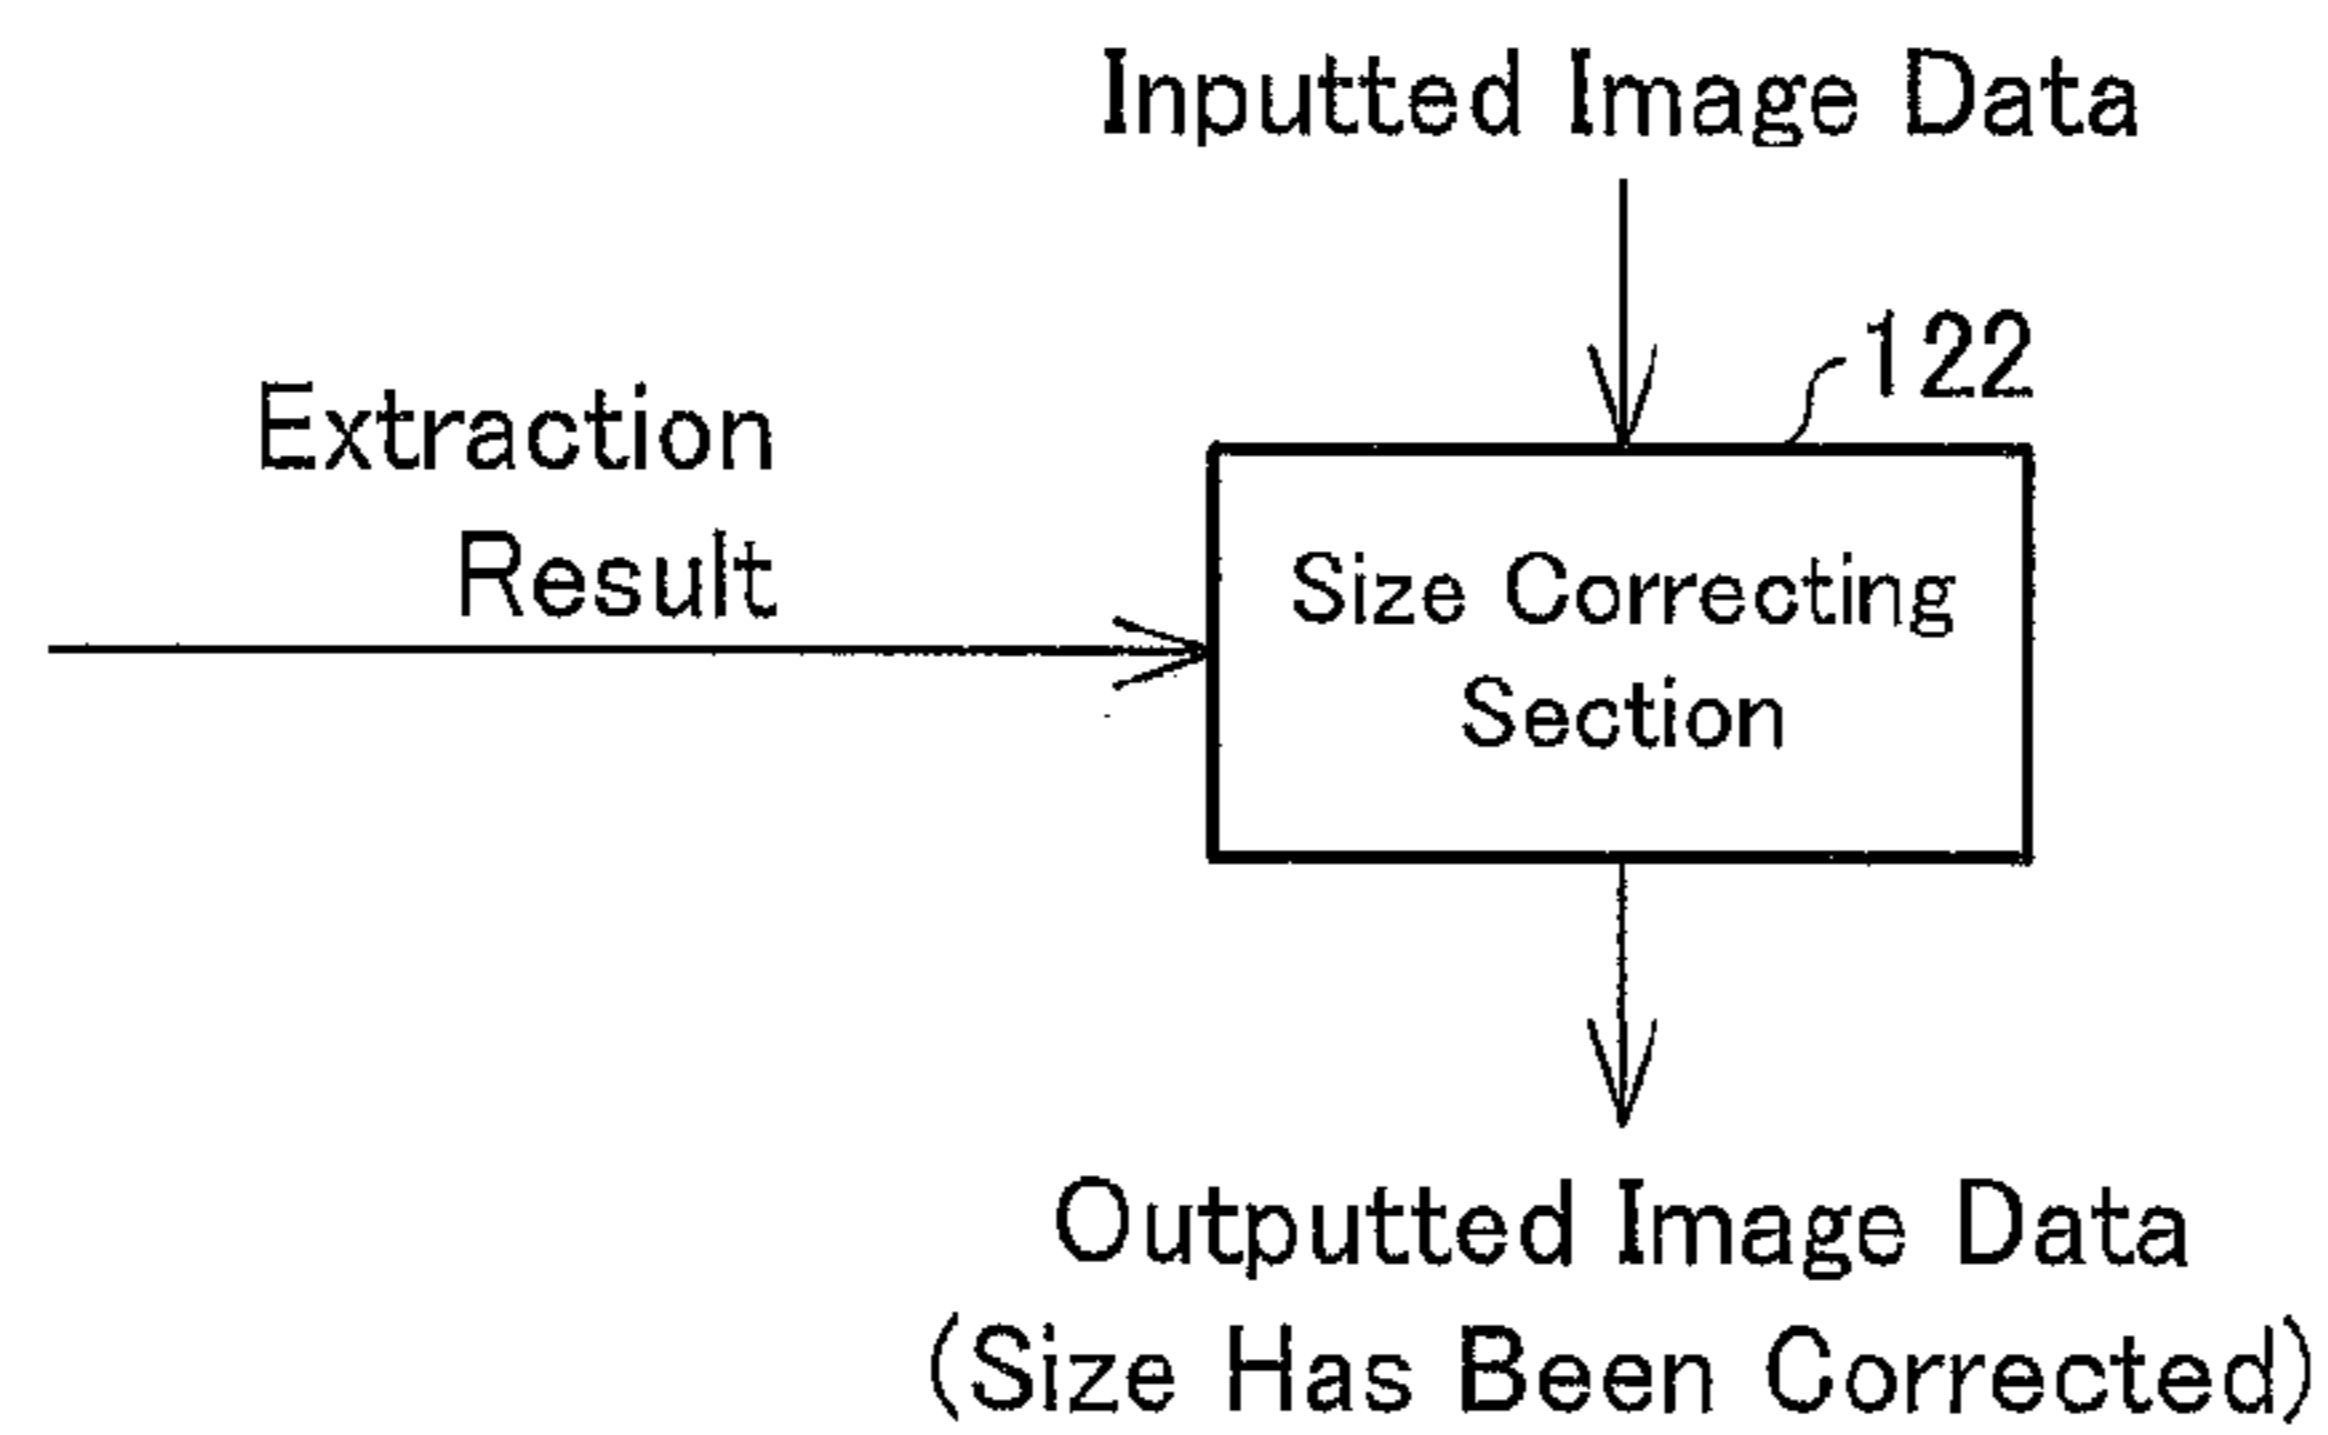 Inputted Image Data
122
Extraction
Result
Size Correcting
Section
Outputted Image Data
(Size Has Been Corrected)